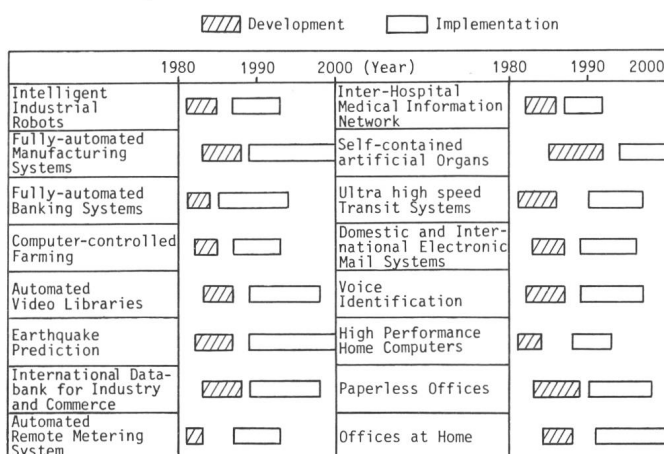 Development Implementation
1980 1990 2000 (Year) 1980 1990 2000
Intelligent
Industrial
Robots
Fully-automated
Manufacturing
Systems
Fully-automated
Banking Systems
Computer-controlled
Farming
Automated
Video Libraries
Earthquake
Prediction
International Data-
bank for Industry
and Commerce
Automated
Remote Metering
System
Inter-Hospital
Medical Information
Network
Self-contained
artificial Organs
Ultra high speed
Transit Systems
Domestic and Inter-
national Electronic
Mail Systems
Voice
Identification
High Performance
Home Computers
Paperless Offices
Offices at Home